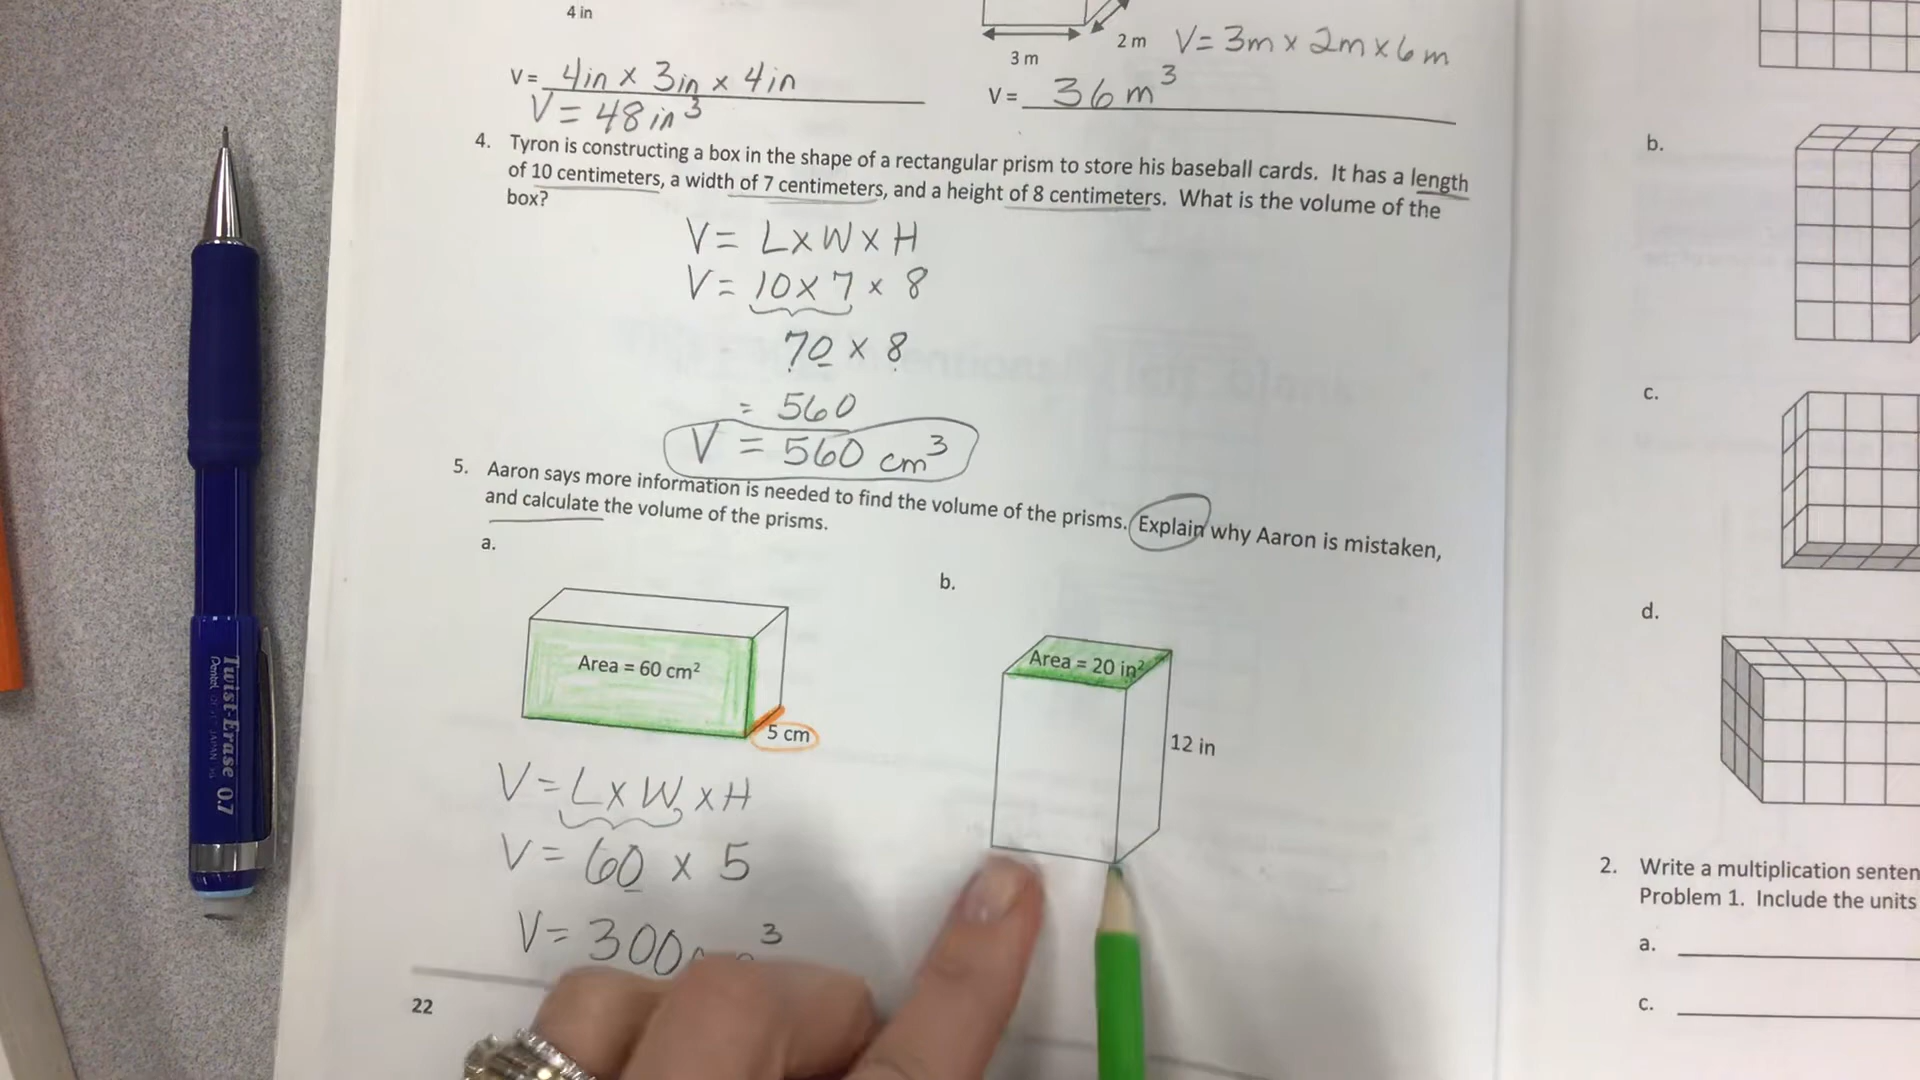 4 in
2 m
V= 3m x 2m x 6m
3 m
V = 4in x 3in x 4in
V = 36 m³
V = 48in³
4. Tyron is constructing a box in the shape of a rectangular prism to store his baseball cards. It has a length
of 10 centimeters, a width of 7 centimeters, and a height of 8 centimeters. What is the volume of the
box?
V = L x W x H
V = 10 x 7 x 8
70 x 8
= 560
V = 560 cm³
5. Aaron says more information is needed to find the volume of the prisms. Explain why Aaron is mistaken,
and calculate the volume of the prisms.
a.
b.
Area = 60 cm²
5 cm
Area = 20 in²
12 in
V = L x W x H
V = 60 x 5
V = 300 3
22
b.
c.
d.
2. Write a multiplication senten
Problem 1. Include the units
a.
c.
Twist-Erase 0.7
Pentel